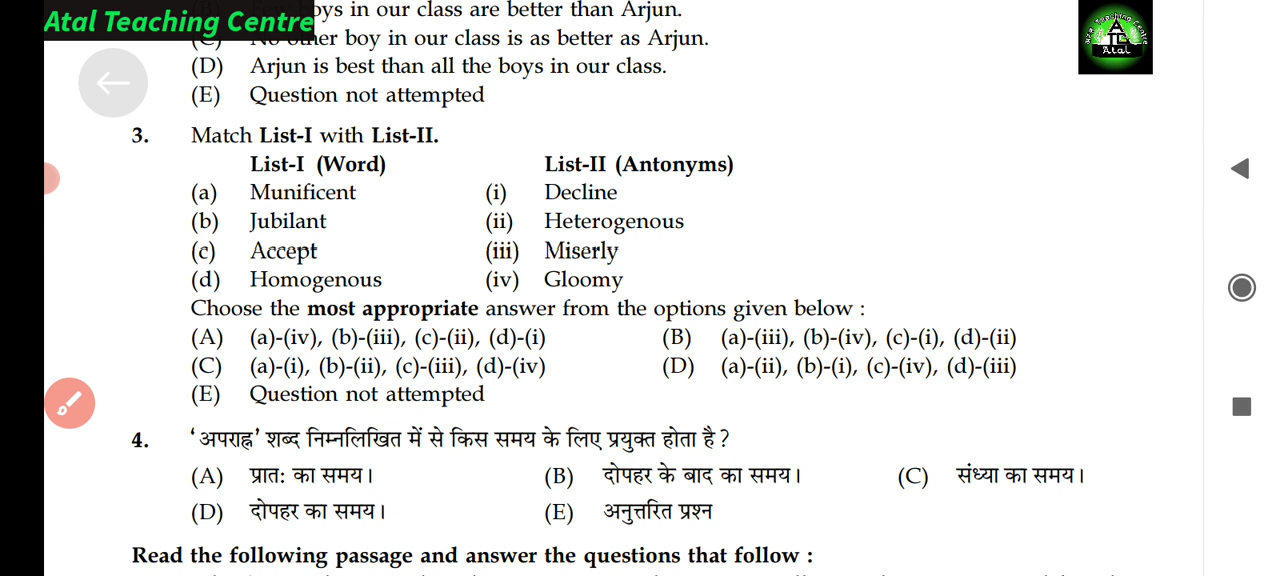 boys in our class are better than Arjun.
Atal Teaching Centre
(C) No other boy in our class is as better as Arjun.
(D) Arjun is best than all the boys in our class.
(E) Question not attempted
3. Match List-I with List-II.
List-I (Word) List-II (Antonyms)
(a) Munificent (i) Decline
(b) Jubilant (ii) Heterogenous
(c) Accept (iii) Miserly
(d) Homogenous (iv) Gloomy
Choose the most appropriate answer from the options given below :
(A) (a)-(iv), (b)-(iii), (c)-(ii), (d)-(i) (B) (a)-(iii), (b)-(iv), (c)-(i), (d)-(ii)
(C) (a)-(i), (b)-(ii), (c)-(iii), (d)-(iv) (D) (a)-(ii), (b)-(i), (c)-(iv), (d)-(iii)
(E) Question not attempted
4. ‘अपराह्न’ शब्द निम्नलिखित में से किस समय के लिए प्रयुक्त होता है ?
(A) प्रात: का समय। (B) दोपहर के बाद का समय। (C) संध्या का समय।
(D) दोपहर का समय। (E) अनुत्तरित प्रश्न
Read the following passage and answer the questions that follow :
ATC
Atal